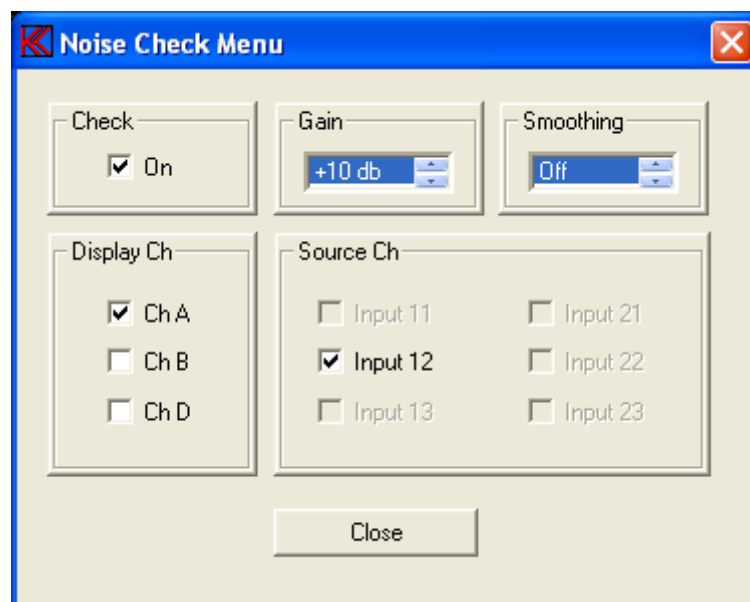 Noise Check Menu
Check
On
Gain
+10 db
Smoothing
Off
Display Ch
Ch A
Ch B
Ch D
Source Ch
Input 11
Input 21
Input 12
Input 22
Input 13
Input 23
Close